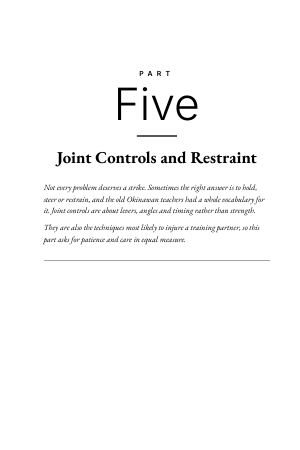 PART
Five
Joint Controls and Restraint
Not every problem deserves a strike. Sometimes the right answer is to hold,
steer or restrain, and the old Okinawan teachers had a whole vocabulary for
it. Joint controls are about levers, angles and timing rather than strength.
They are also the techniques most likely to injure a training partner, so this
part asks for patience and care in equal measure.